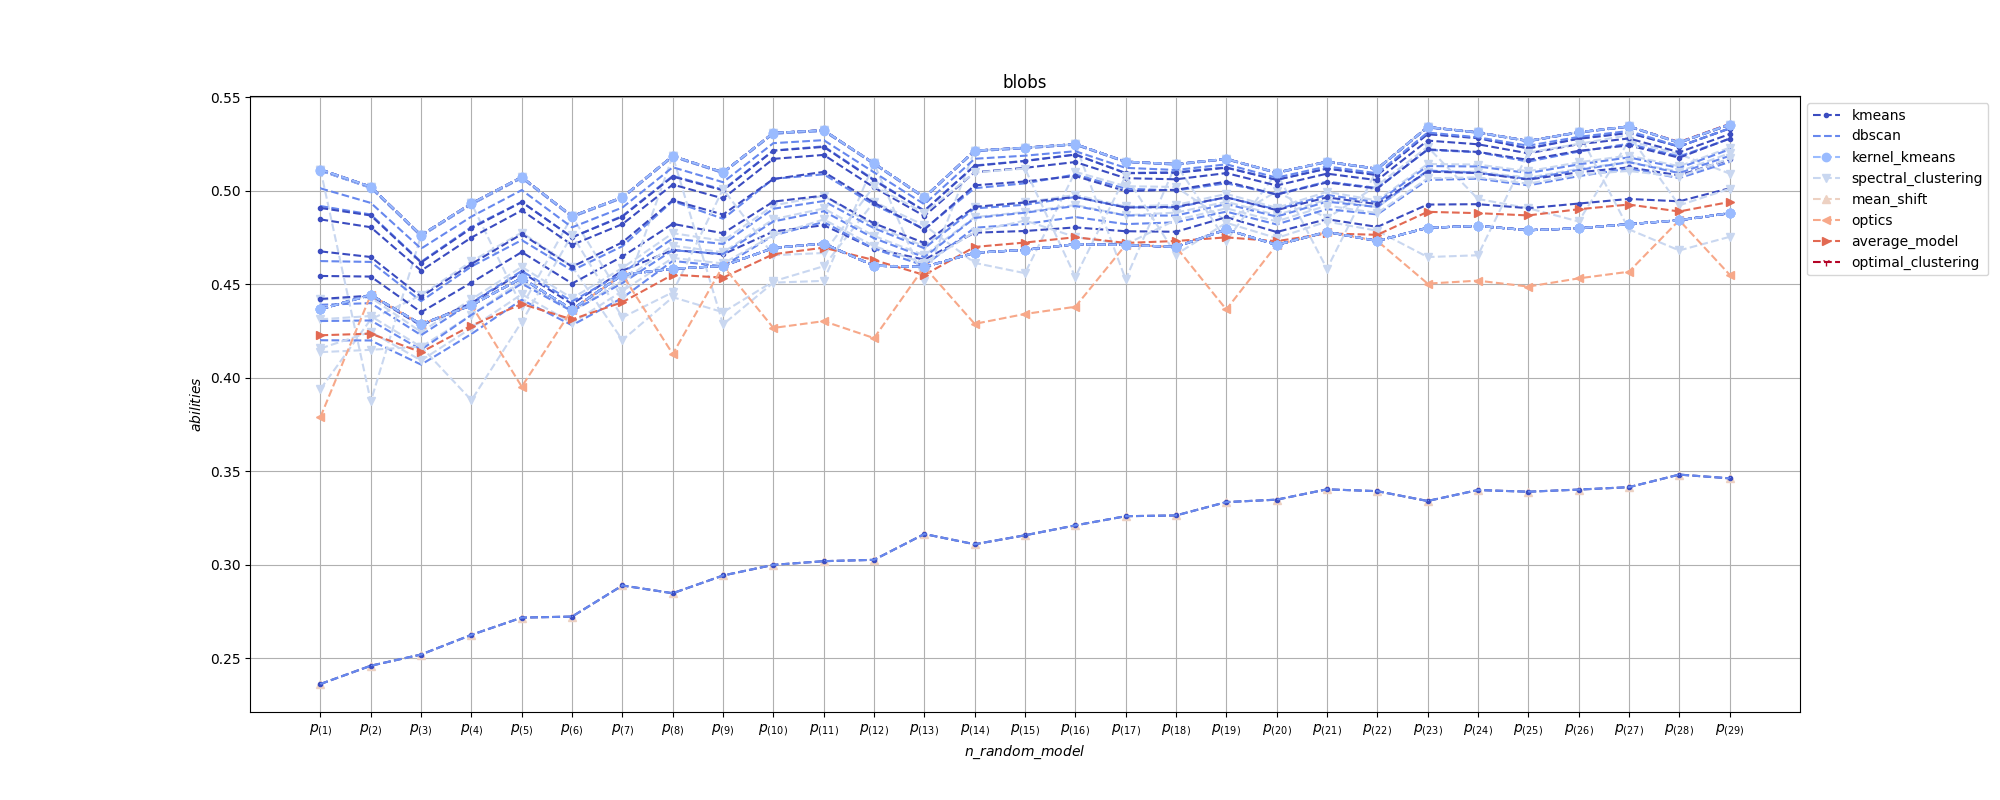 blobs
0.55
0.50
0.45
0.40
0.35
0.30
0.25
abilities
p(1) p(2) p(3) p(4) p(5) p(6) p(7) p(8) p(9) p(10) p(11) p(12) p(13) p(14) p(15) p(16) p(17) p(18) p(19) p(20) p(21) p(22) p(23) p(24) p(25) p(26) p(27) p(28) p(29)
n_random_model
kmeans
dbscan
kernel_kmeans
spectral_clustering
mean_shift
optics
average_model
optimal_clustering